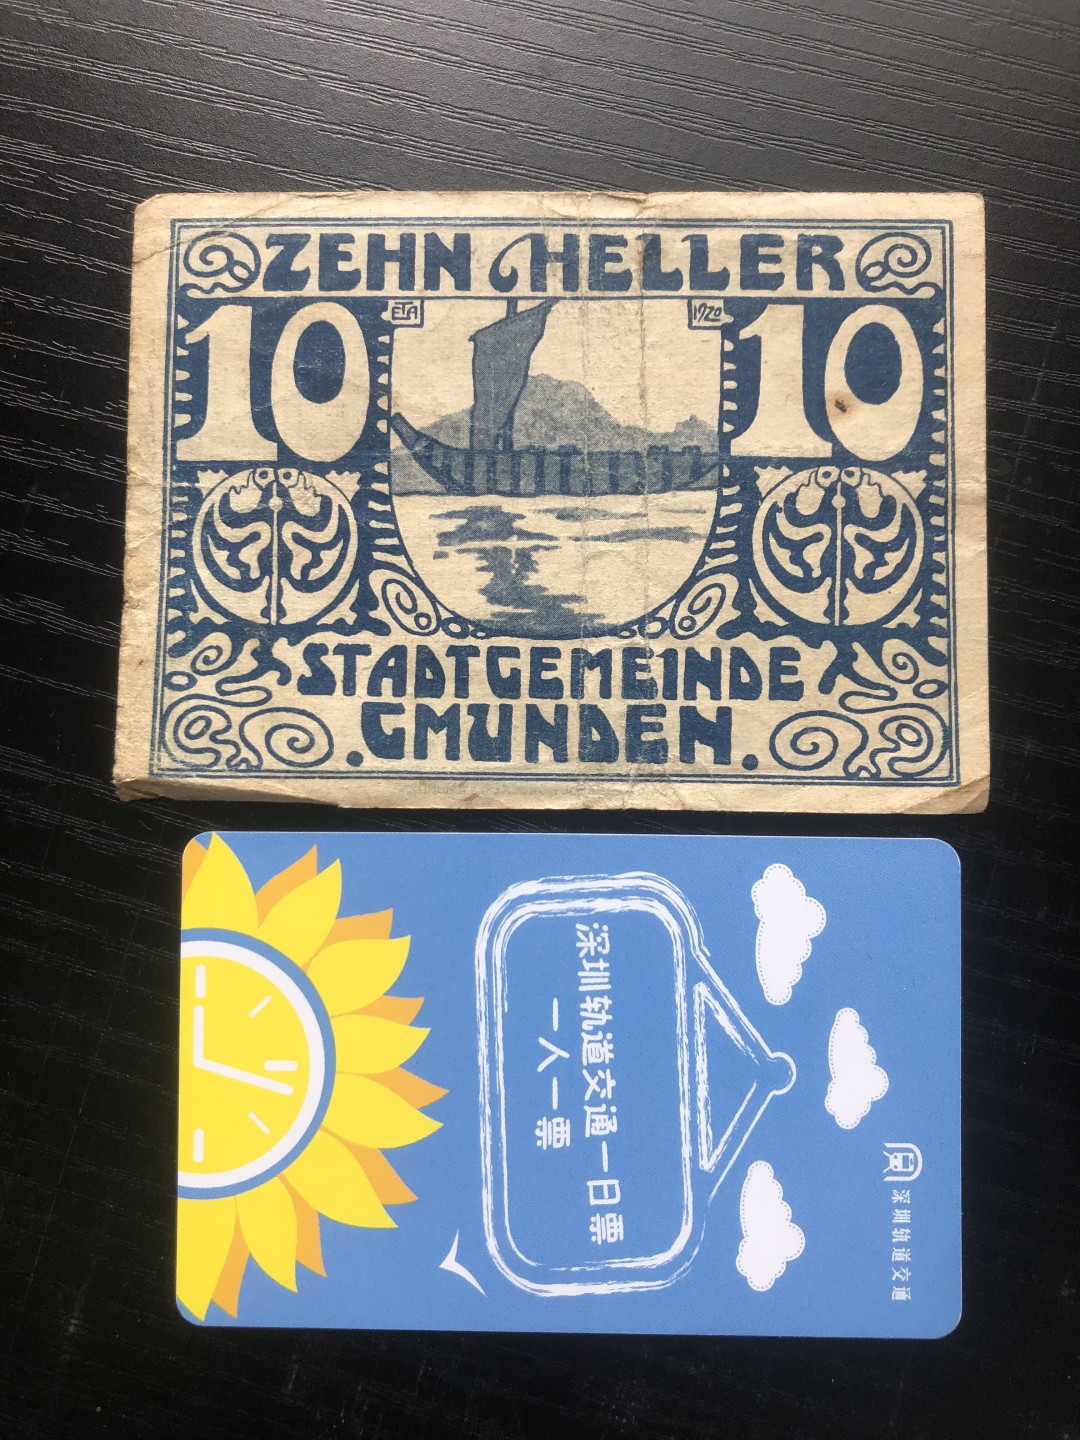 ZEHN HELLER
10 10
ETA 1920
STADTGEMEINDE
.GMUNDEN.
深圳轨道交通一日票
一人一票
深圳轨道交通